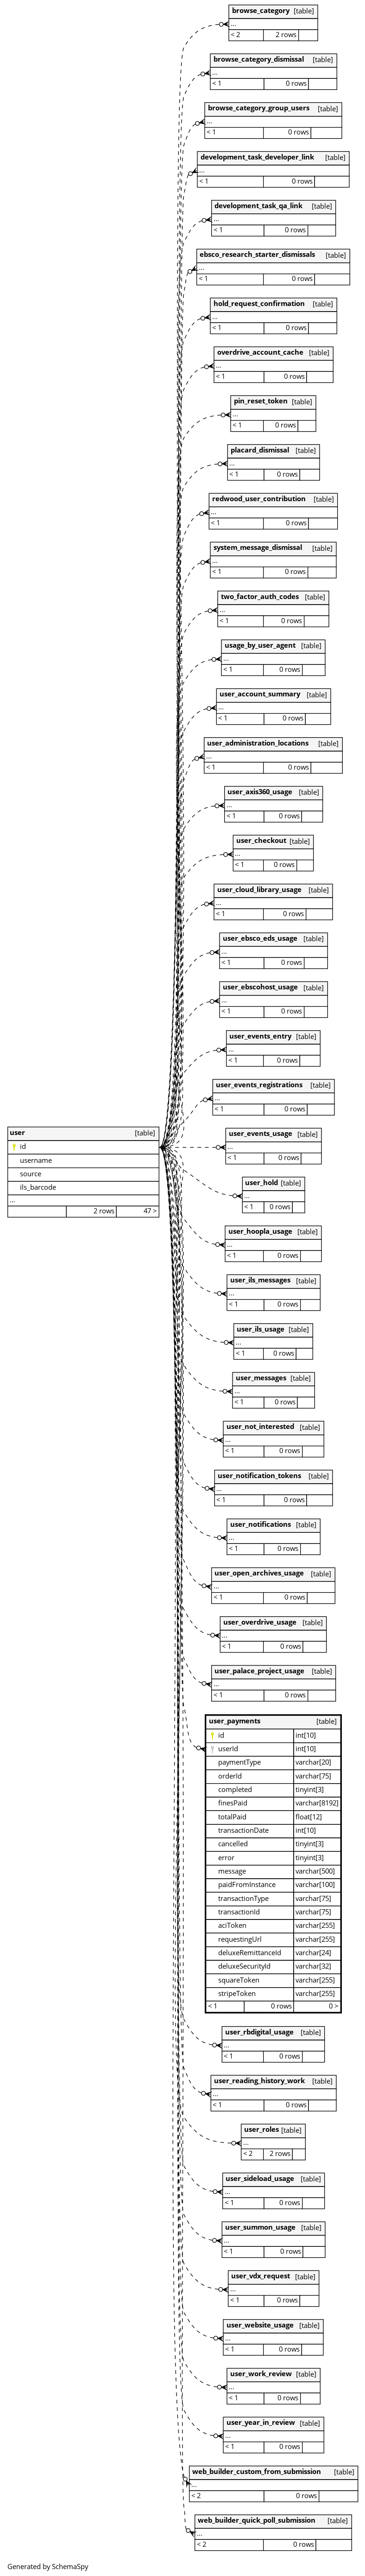 browse_category [table]
...
< 2 2 rows
browse_category_dismissal [table]
...
< 1 0 rows
browse_category_group_users [table]
...
< 1 0 rows
development_task_developer_link [table]
...
< 1 0 rows
development_task_qa_link [table]
...
< 1 0 rows
ebsco_research_starter_dismissals [table]
...
< 1 0 rows
hold_request_confirmation [table]
...
< 1 0 rows
overdrive_account_cache [table]
...
< 1 0 rows
pin_reset_token [table]
...
< 1 0 rows
placard_dismissal [table]
...
< 1 0 rows
redwood_user_contribution [table]
...
< 1 0 rows
system_message_dismissal [table]
...
< 1 0 rows
two_factor_auth_codes [table]
...
< 1 0 rows
usage_by_user_agent [table]
...
< 1 0 rows
user_account_summary [table]
...
< 1 0 rows
user_administration_locations [table]
...
< 1 0 rows
user_axis360_usage [table]
...
< 1 0 rows
user_checkout [table]
...
< 1 0 rows
user_cloud_library_usage [table]
...
< 1 0 rows
user_ebsco_eds_usage [table]
...
< 1 0 rows
user_ebscohost_usage [table]
...
< 1 0 rows
user_events_entry [table]
...
< 1 0 rows
user_events_registrations [table]
...
< 1 0 rows
user [table]
id
username
source
ils_barcode
...
2 rows 47 >
user_events_usage [table]
...
< 1 0 rows
user_hold [table]
...
< 1 0 rows
user_hoopla_usage [table]
...
< 1 0 rows
user_ils_messages [table]
...
< 1 0 rows
user_ils_usage [table]
...
< 1 0 rows
user_messages [table]
...
< 1 0 rows
user_not_interested [table]
...
< 1 0 rows
user_notification_tokens [table]
...
< 1 0 rows
user_notifications [table]
...
< 1 0 rows
user_open_archives_usage [table]
...
< 1 0 rows
user_overdrive_usage [table]
...
< 1 0 rows
user_palace_project_usage [table]
...
< 1 0 rows
user_payments [table]
id int[10]
userId int[10]
paymentType varchar[20]
orderId varchar[75]
completed tinyint[3]
finesPaid varchar[8192]
totalPaid float[12]
transactionDate int[10]
cancelled tinyint[3]
error tinyint[3]
message varchar[500]
paidFromInstance varchar[100]
transactionType varchar[75]
transactionId varchar[75]
aciToken varchar[255]
requestingUrl varchar[255]
deluxeRemittanceId varchar[24]
deluxeSecurityId varchar[32]
squareToken varchar[255]
stripeToken varchar[255]
< 1 0 rows 0 >
user_rbdigital_usage [table]
...
< 1 0 rows
user_reading_history_work [table]
...
< 1 0 rows
user_roles [table]
...
< 2 2 rows
user_sideload_usage [table]
...
< 1 0 rows
user_summon_usage [table]
...
< 1 0 rows
user_vdx_request [table]
...
< 1 0 rows
user_website_usage [table]
...
< 1 0 rows
user_work_review [table]
...
< 1 0 rows
user_year_in_review [table]
...
< 1 0 rows
web_builder_custom_from_submission [table]
...
< 2 0 rows
web_builder_quick_poll_submission [table]
...
< 2 0 rows
Generated by SchemaSpy